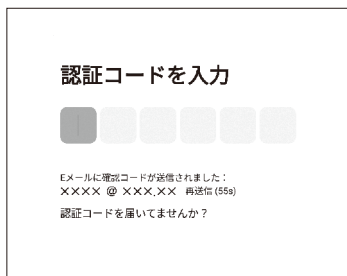 認証コードを入力
Eメールに確認コードが送信されました：
×××× @ ×××.×× 再送信 (55s)
認証コードを届いてませんか？